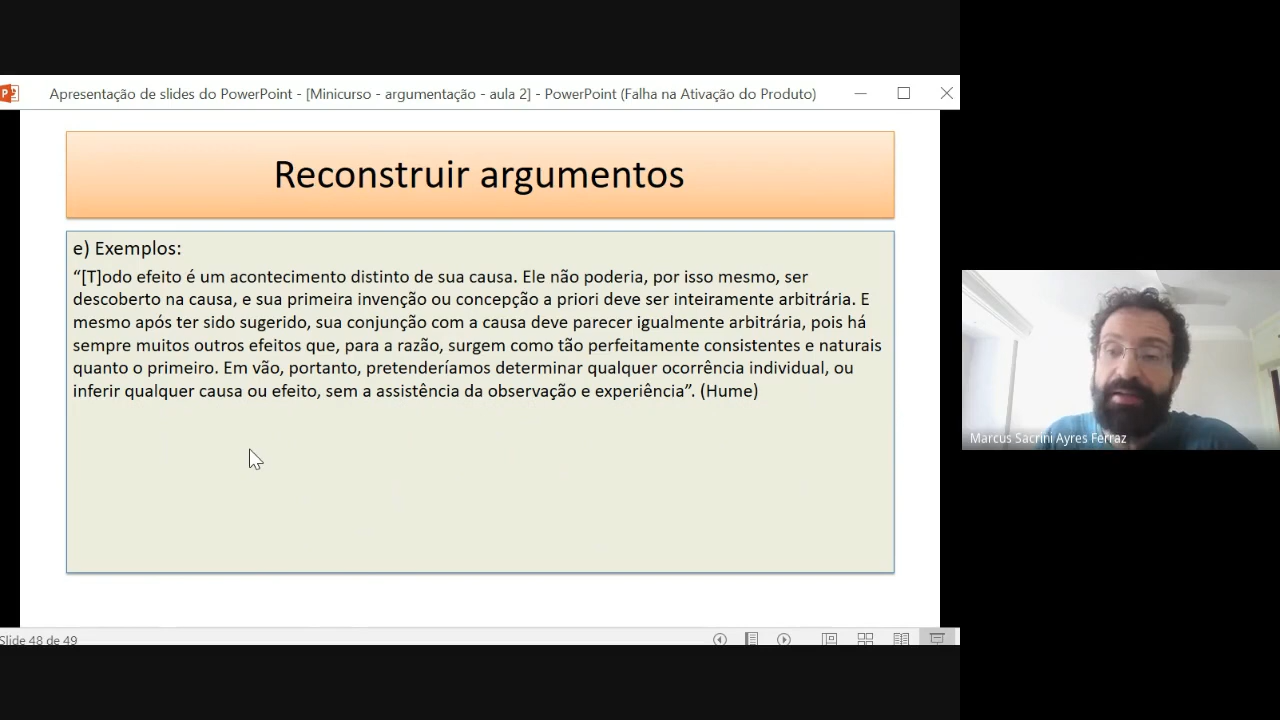 Apresentação de slides do PowerPoint - [Minicurso - argumentação - aula 2] - PowerPoint (Falha na Ativação do Produto)
Reconstruir argumentos
e) Exemplos:
“[T]odo efeito é um acontecimento distinto de sua causa. Ele não poderia, por isso mesmo, ser
descoberto na causa, e sua primeira invenção ou concepção a priori deve ser inteiramente arbitrária. E
mesmo após ter sido sugerido, sua conjunção com a causa deve parecer igualmente arbitrária, pois há
sempre muitos outros efeitos que, para a razão, surgem como tão perfeitamente consistentes e naturais
quanto o primeiro. Em vão, portanto, pretenderíamos determinar qualquer ocorrência individual, ou
inferir qualquer causa ou efeito, sem a assistência da observação e experiência”. (Hume)
Marcus Sacrini Ayres Ferraz
Slide 48 de 49